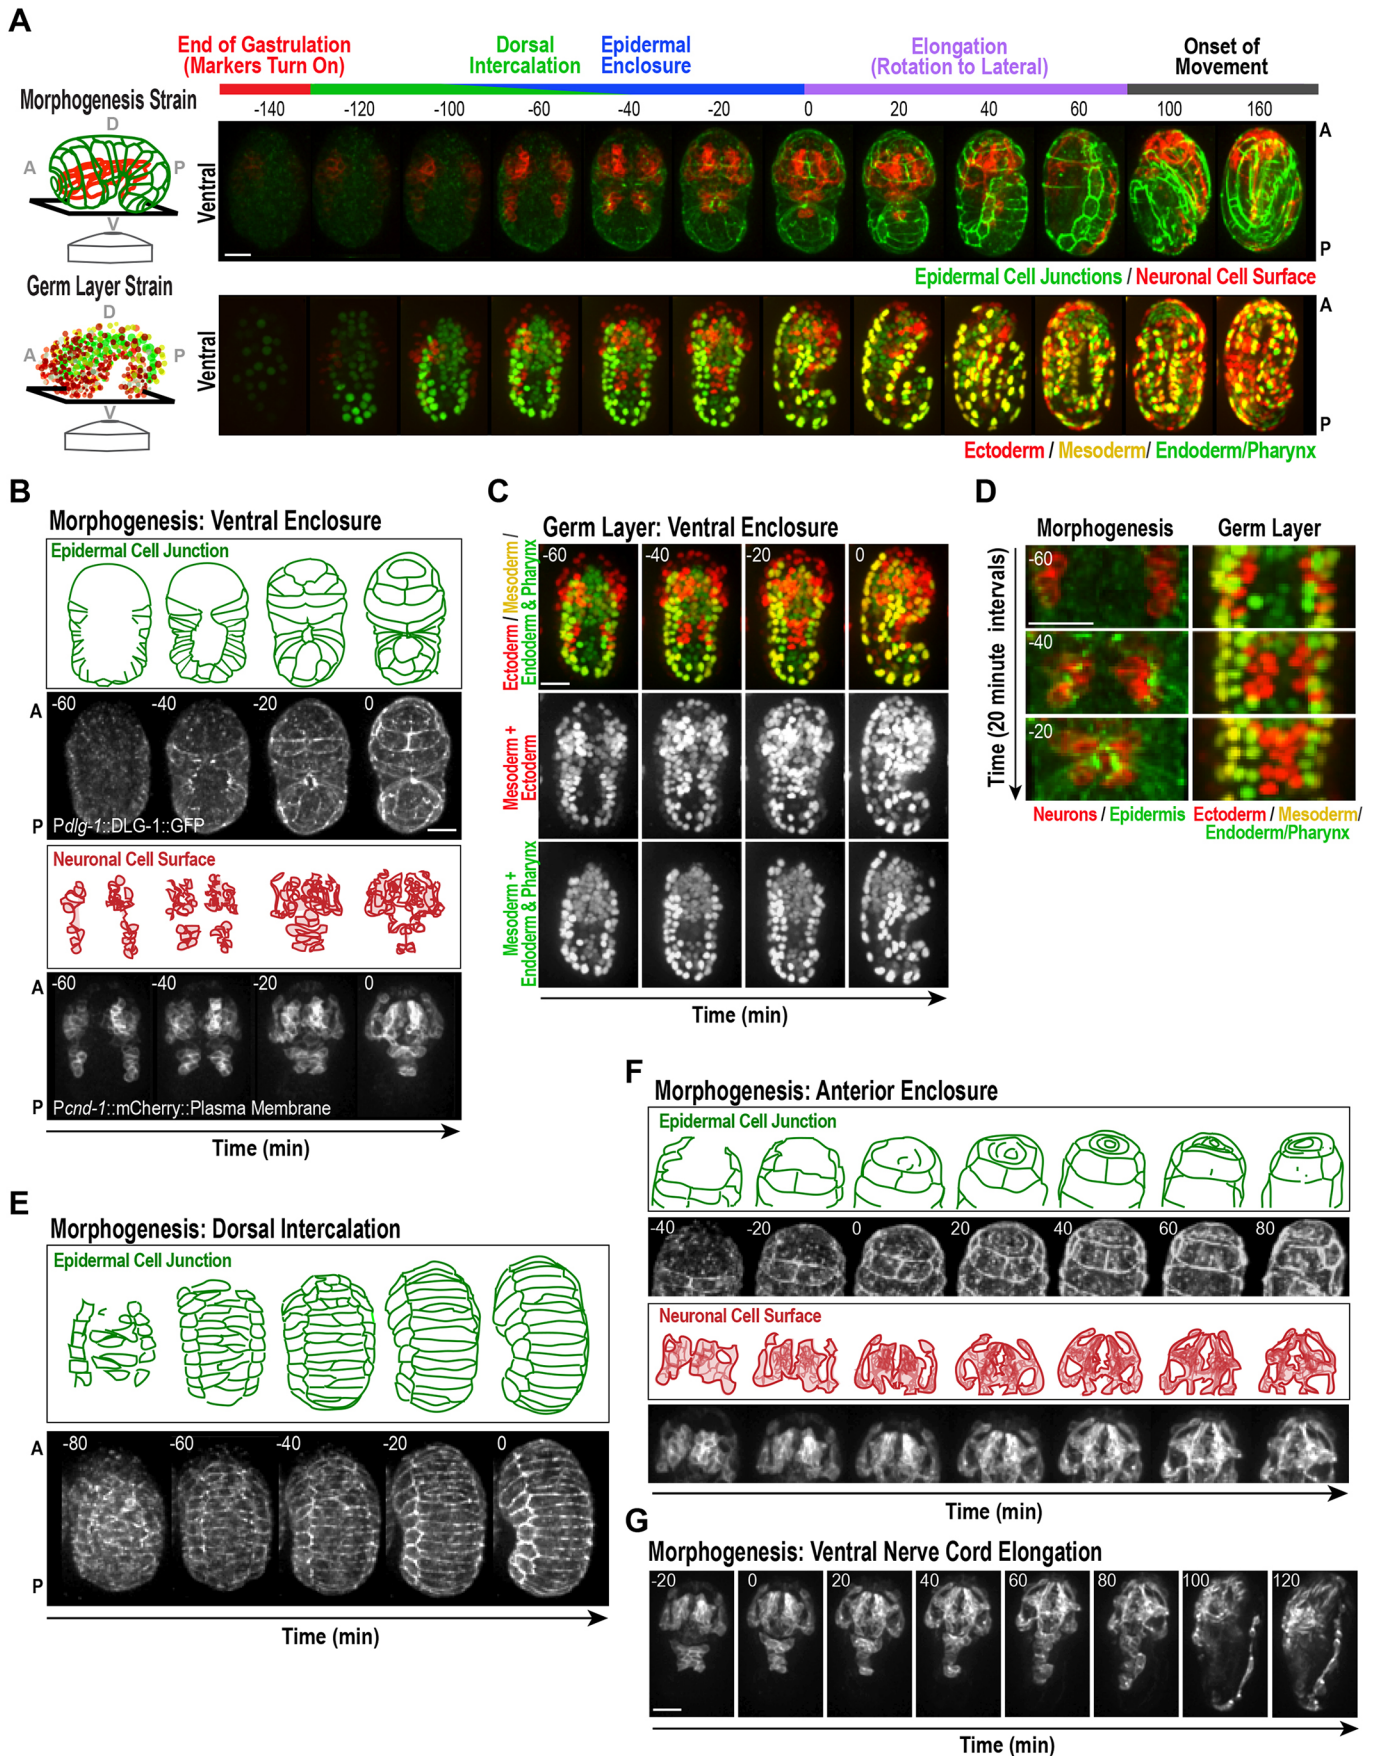 A
End of Gastrulation
(Markers Turn On)
Dorsal
Intercalation
Epidermal
Enclosure
Elongation
(Rotation to Lateral)
Onset of
Movement
Morphogenesis Strain
-140 -120 -100 -60 -40 -20 0 20 40 60 100 160
D
A
P
V
Ventral
A
P
Epidermal Cell Junctions / Neuronal Cell Surface
Germ Layer Strain
D
A
P
V
Ventral
A
P
Ectoderm / Mesoderm/ Endoderm/Pharynx
B
Morphogenesis: Ventral Enclosure
Epidermal Cell Junction
A
P
-60 -40 -20 0
Pdlg-1::DLG-1::GFP
Neuronal Cell Surface
A
P
-60 -40 -20 0
Pcnd-1::mCherry::Plasma Membrane
Time (min)
C
Germ Layer: Ventral Enclosure
Ectoderm / Mesoderm /
Endoderm & Pharynx
-60 -40 -20 0
Mesoderm +
Ectoderm
Mesoderm +
Endoderm & Pharynx
Time (min)
D
Morphogenesis
Germ Layer
Time (20 minute intervals)
-60
-40
-20
Neurons / Epidermis
Ectoderm / Mesoderm/
Endoderm/Pharynx
E
Morphogenesis: Dorsal Intercalation
Epidermal Cell Junction
A
P
-80 -60 -40 -20 0
Time (min)
F
Morphogenesis: Anterior Enclosure
Epidermal Cell Junction
-40 -20 0 20 40 60 80
Neuronal Cell Surface
Time (min)
G
Morphogenesis: Ventral Nerve Cord Elongation
-20 0 20 40 60 80 100 120
Time (min)